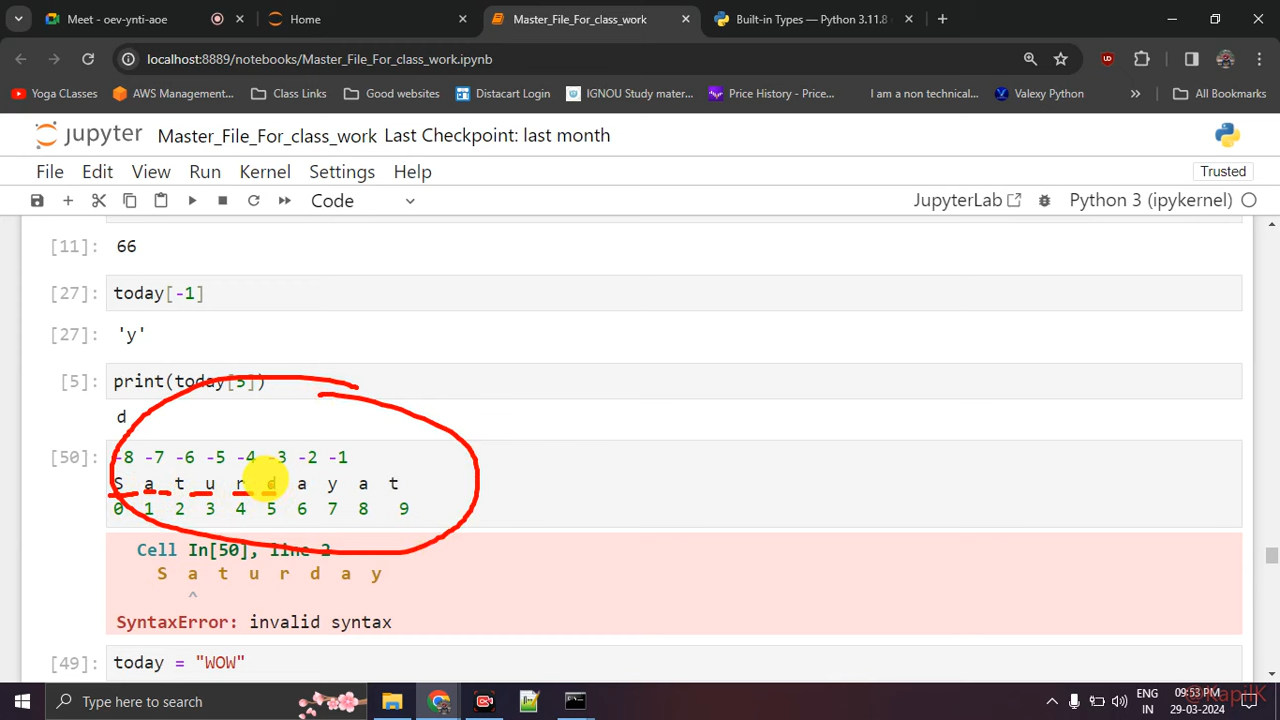 Meet - oev-ynti-aoe
Home
Master_File_For_class_work
Built-in Types — Python 3.11.8
localhost:8889/notebooks/Master_File_For_class_work.ipynb
Yoga ClAsses
AWS Management...
Class Links
Good websites
Distacart Login
IGNOU Study mater...
Price History - Price...
I am a non technical...
Valexy Python
All Bookmarks
jupyter Master_File_For_class_work Last Checkpoint: last month
File Edit View Run Kernel Settings Help
Trusted
Code
JupyterLab
Python 3 (ipykernel)
[11]: 66
[27]: today[-1]
[27]: 'y'
[5]: print(today[5])
d
[50]: -8 -7 -6 -5 -4 -3 -2 -1
S a t u r d a y a t
0 1 2 3 4 5 6 7 8 9
Cell In[50], line 2
S a t u r d a y
^
SyntaxError: invalid syntax
[49]: today = "WOW"
Type here to search
ENG
IN
09:53 PM
29-03-2024
@KapilK